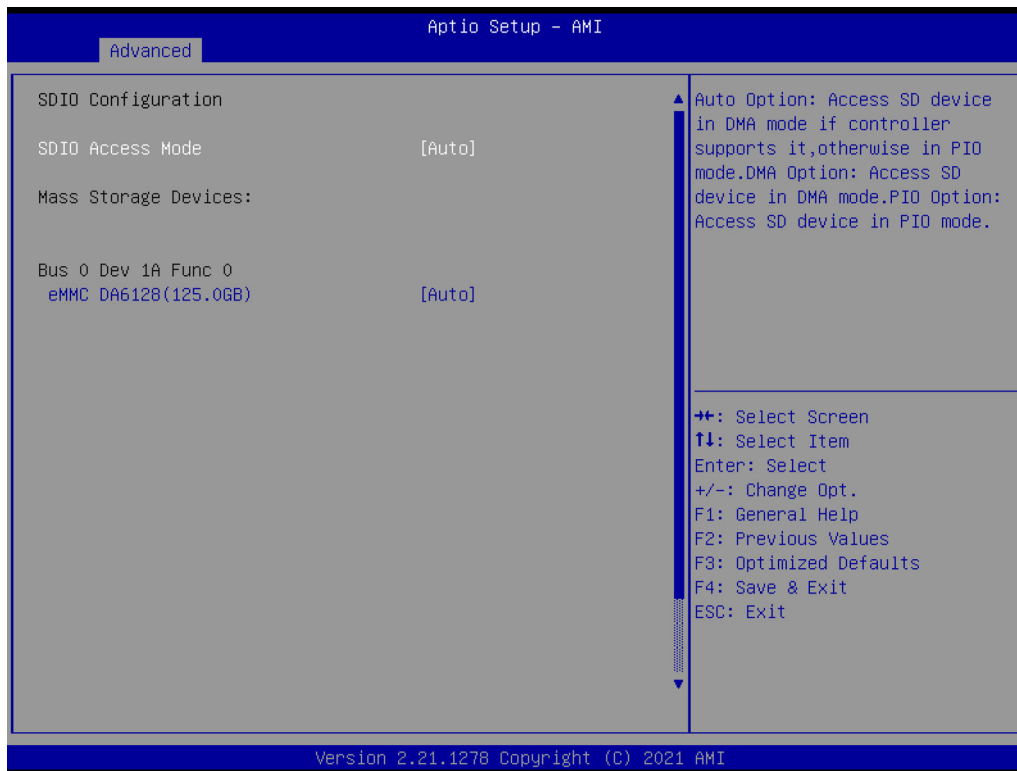 Aptio Setup – AMI
Advanced
SDIO Configuration
SDIO Access Mode [Auto]
Mass Storage Devices:
Bus 0 Dev 1A Func 0
eMMC DA6128(125.0GB) [Auto]
Auto Option: Access SD device
in DMA mode if controller
supports it,otherwise in PIO
mode.DMA Option: Access SD
device in DMA mode.PIO Option:
Access SD device in PIO mode.
→←: Select Screen
↑↓: Select Item
Enter: Select
+/-: Change Opt.
F1: General Help
F2: Previous Values
F3: Optimized Defaults
F4: Save & Exit
ESC: Exit
Version 2.21.1278 Copyright (C) 2021 AMI